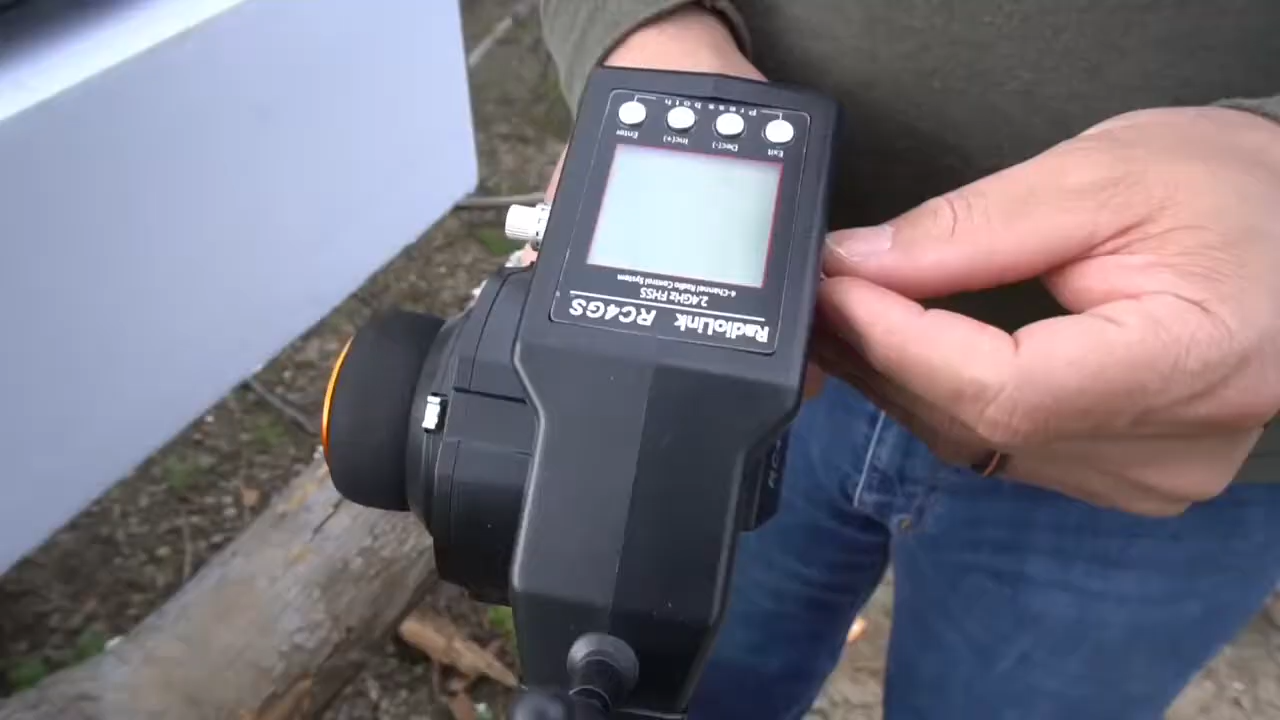 RadioLink RC4GS
2.4GHz FHSS
4-Channel Radio Control System
Exit Dec(-) Inc(+) Enter
Press both